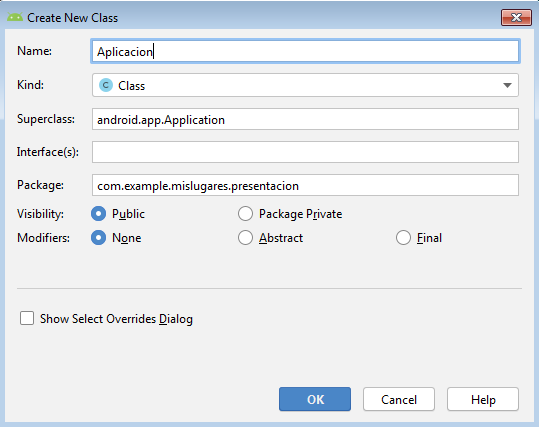 Create New Class
Name: Aplicacion
Kind: C Class
Superclass: android.app.Application
Interface(s):
Package: com.example.mislugares.presentacion
Visibility: Public Package Private
Modifiers: None Abstract Final
Show Select Overrides Dialog
OK Cancel Help